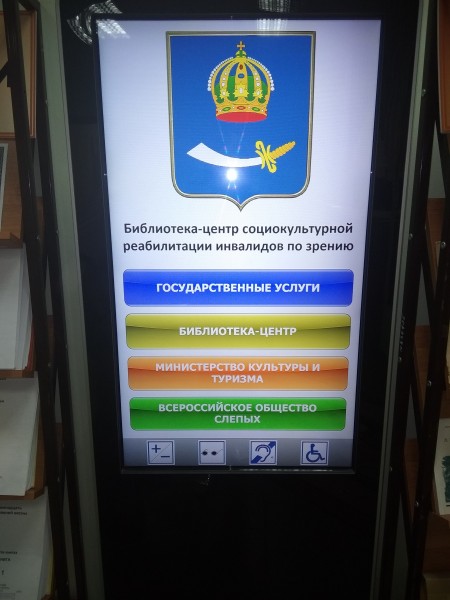 Библиотека-центр социокультурной
реабилитации инвалидов по зрению
ГОСУДАРСТВЕННЫЕ УСЛУГИ
БИБЛИОТЕКА-ЦЕНТР
МИНИСТЕРСТВО КУЛЬТУРЫ И
ТУРИЗМА
ВСЕРОССИЙСКОЕ ОБЩЕСТВО
СЛЕПЫХ